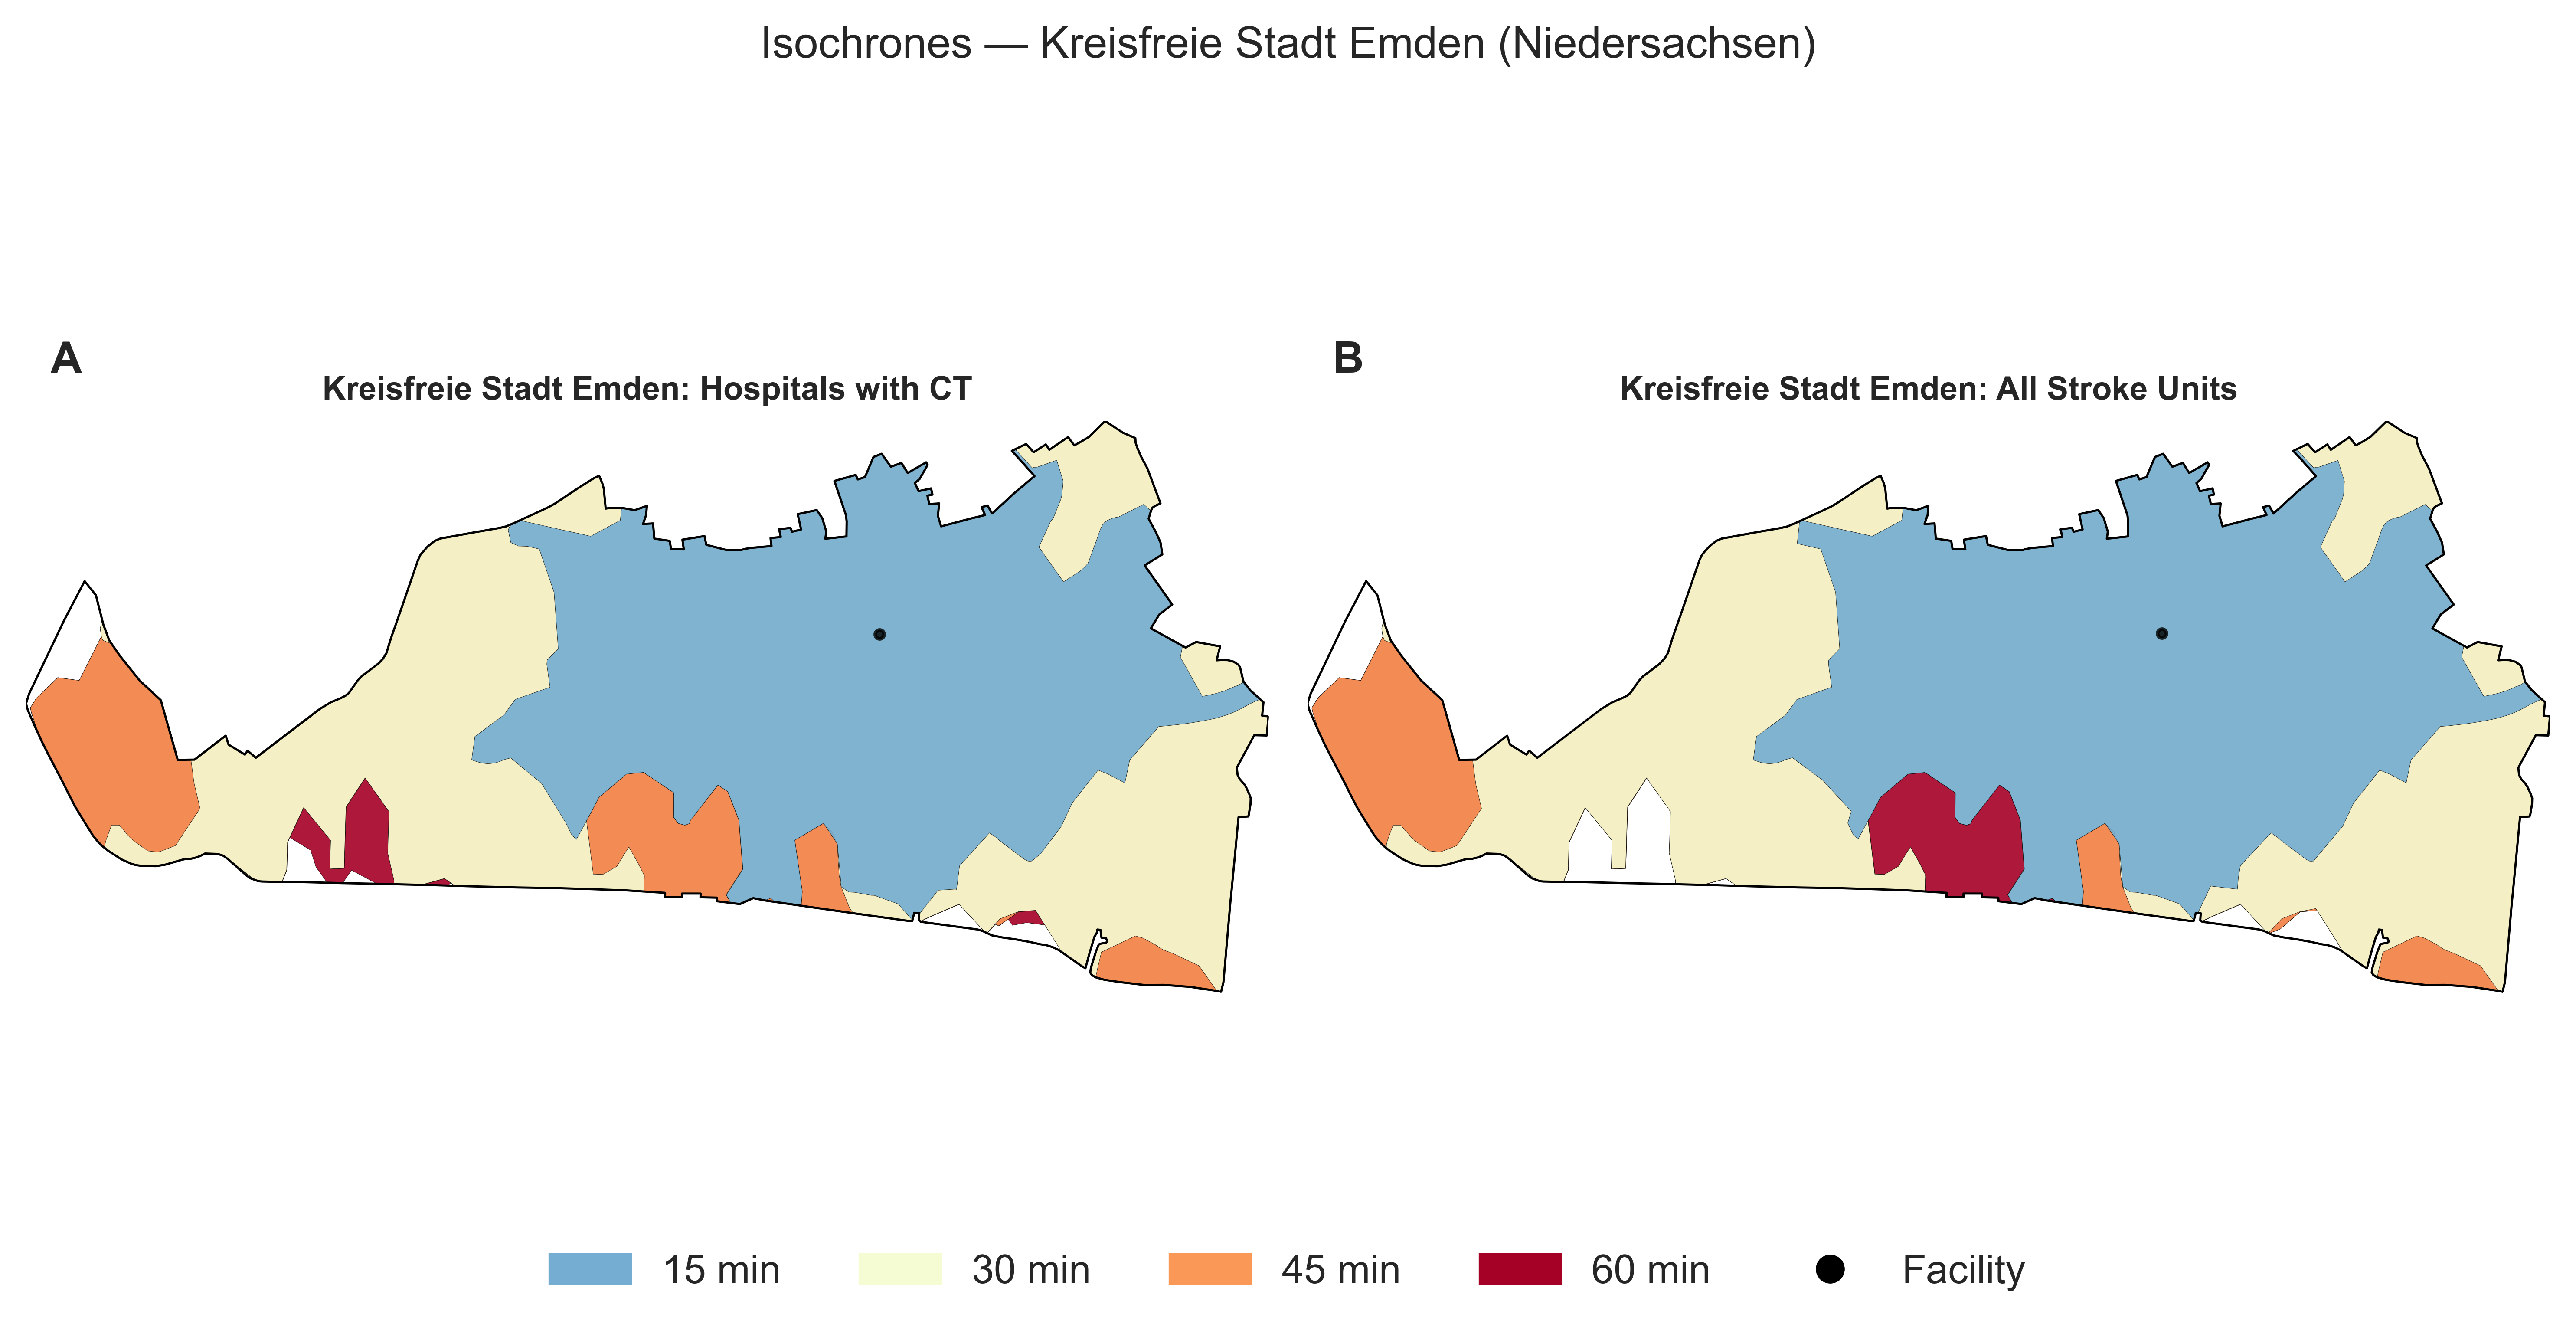 Isochrones — Kreisfreie Stadt Emden (Niedersachsen)
A
Kreisfreie Stadt Emden: Hospitals with CT
B
Kreisfreie Stadt Emden: All Stroke Units
15 min
30 min
45 min
60 min
Facility